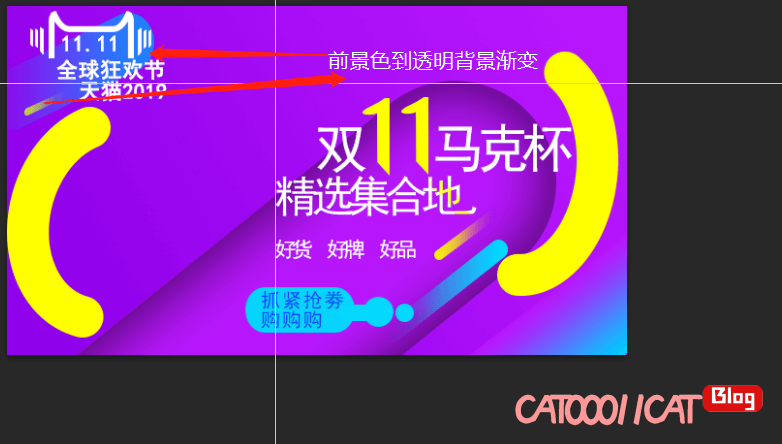 11.11
全球狂欢节
天猫2019
前景色到透明背景渐变
双11马克杯
精选集合地
好货 好牌 好品
抓紧抢券
购购购
CATOOO11CAT Blog